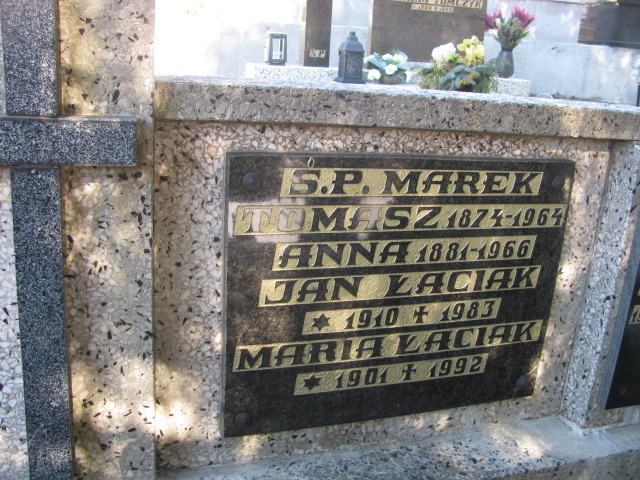 Ś.P. MAREK
TOMASZ 1874-1964
ANNA 1881-1966
JAN ŁACIAK
* 1910 + 1983
MARIA ŁACIAK
* 1901 + 1992
Ś P